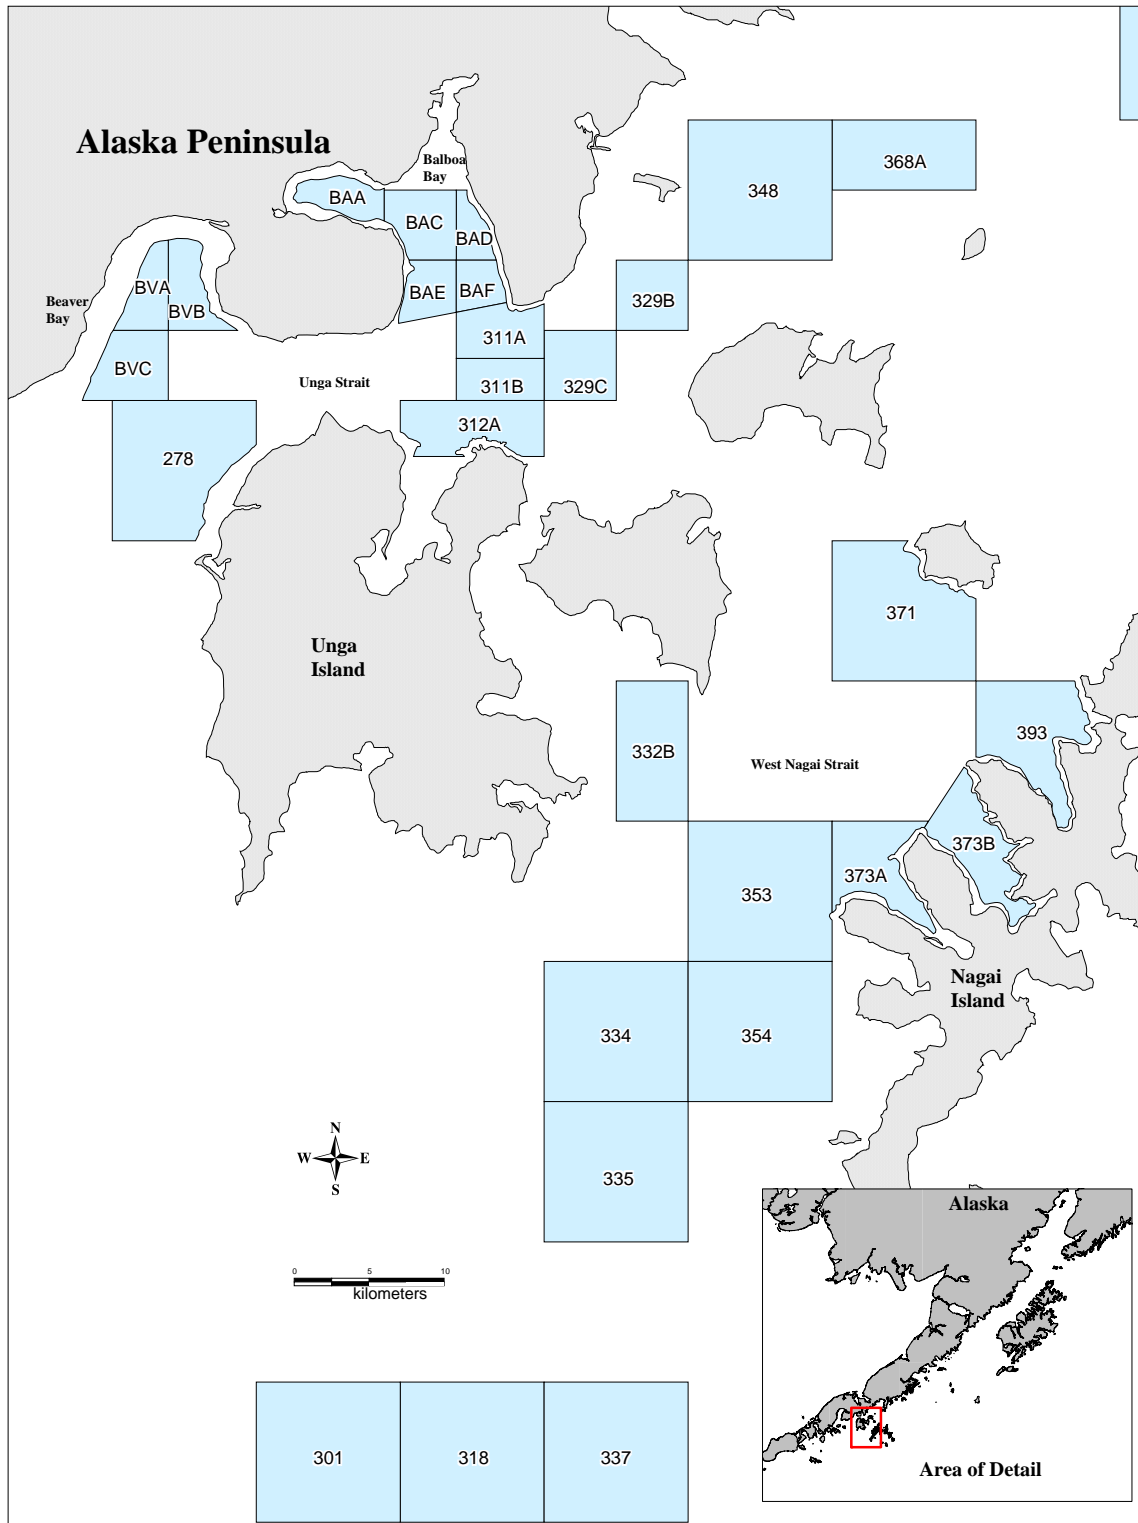 Alaska Peninsula
Balboa
Bay
368A
348
BAA
BAC
BAD
BVA
BVB
BAE
BAF
329B
Beaver
Bay
311A
BVC
Unga Strait
311B
329C
312A
278
371
Unga
Island
393
332B
West Nagai Strait
373B
373A
353
Nagai
Island
334
354
N
W
E
S
335
Alaska
0
5
10
kilometers
301
318
337
Area of Detail